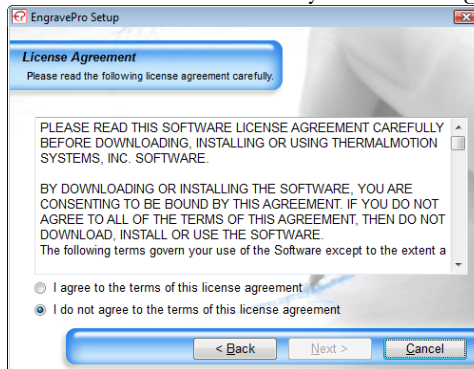 EngravePro Setup
License Agreement
Please read the following license agreement carefully.
PLEASE READ THIS SOFTWARE LICENSE AGREEMENT CAREFULLY
BEFORE DOWNLOADING, INSTALLING OR USING THERMALMOTION
SYSTEMS, INC. SOFTWARE.
BY DOWNLOADING OR INSTALLING THE SOFTWARE, YOU ARE
CONSENTING TO BE BOUND BY THIS AGREEMENT. IF YOU DO NOT
AGREE TO ALL OF THE TERMS OF THIS AGREEMENT, THEN DO NOT
DOWNLOAD, INSTALL OR USE THE SOFTWARE.
The following terms govern your use of the Software except to the extent a
I agree to the terms of this license agreement
I do not agree to the terms of this license agreement
< Back Next > Cancel